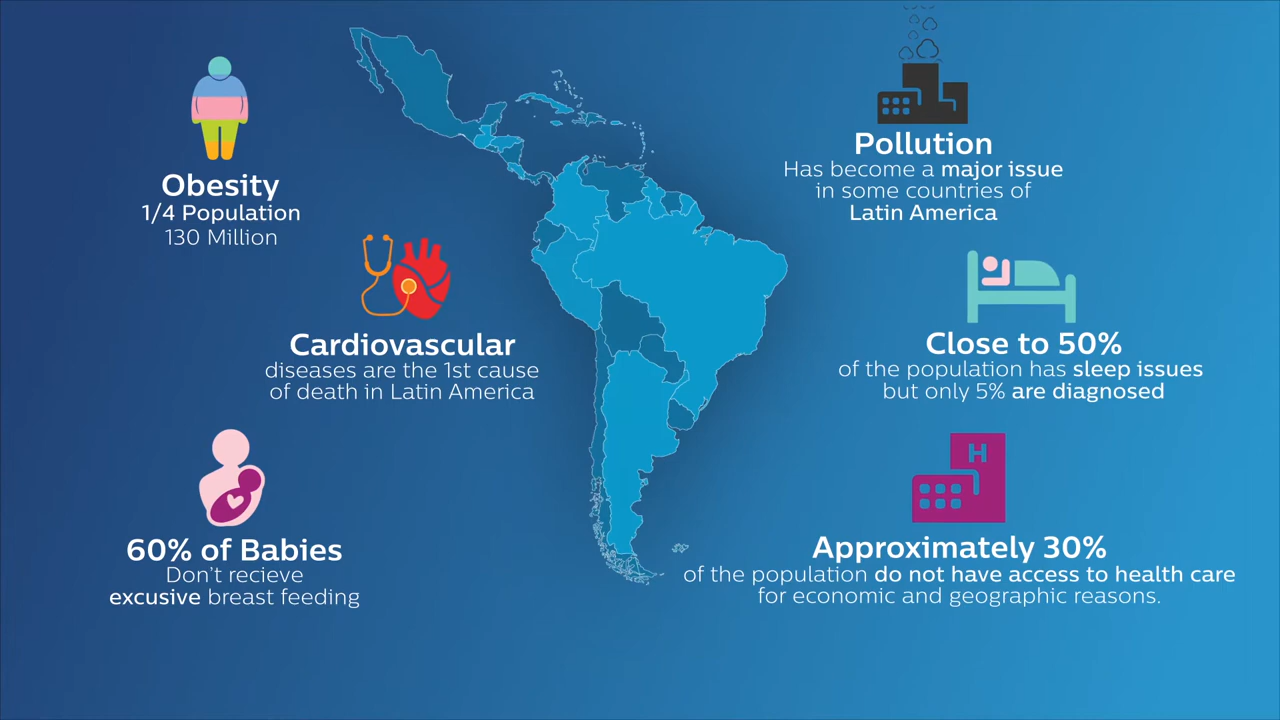 Obesity
1/4 Population
130 Million
Cardiovascular
diseases are the 1st cause
of death in Latin America
60% of Babies
Don't recieve
excusive breast feeding
Pollution
Has become a major issue
in some countries of
Latin America
Close to 50%
of the population has sleep issues
but only 5% are diagnosed
H
Approximately 30%
of the population do not have access to health care
for economic and geographic reasons.